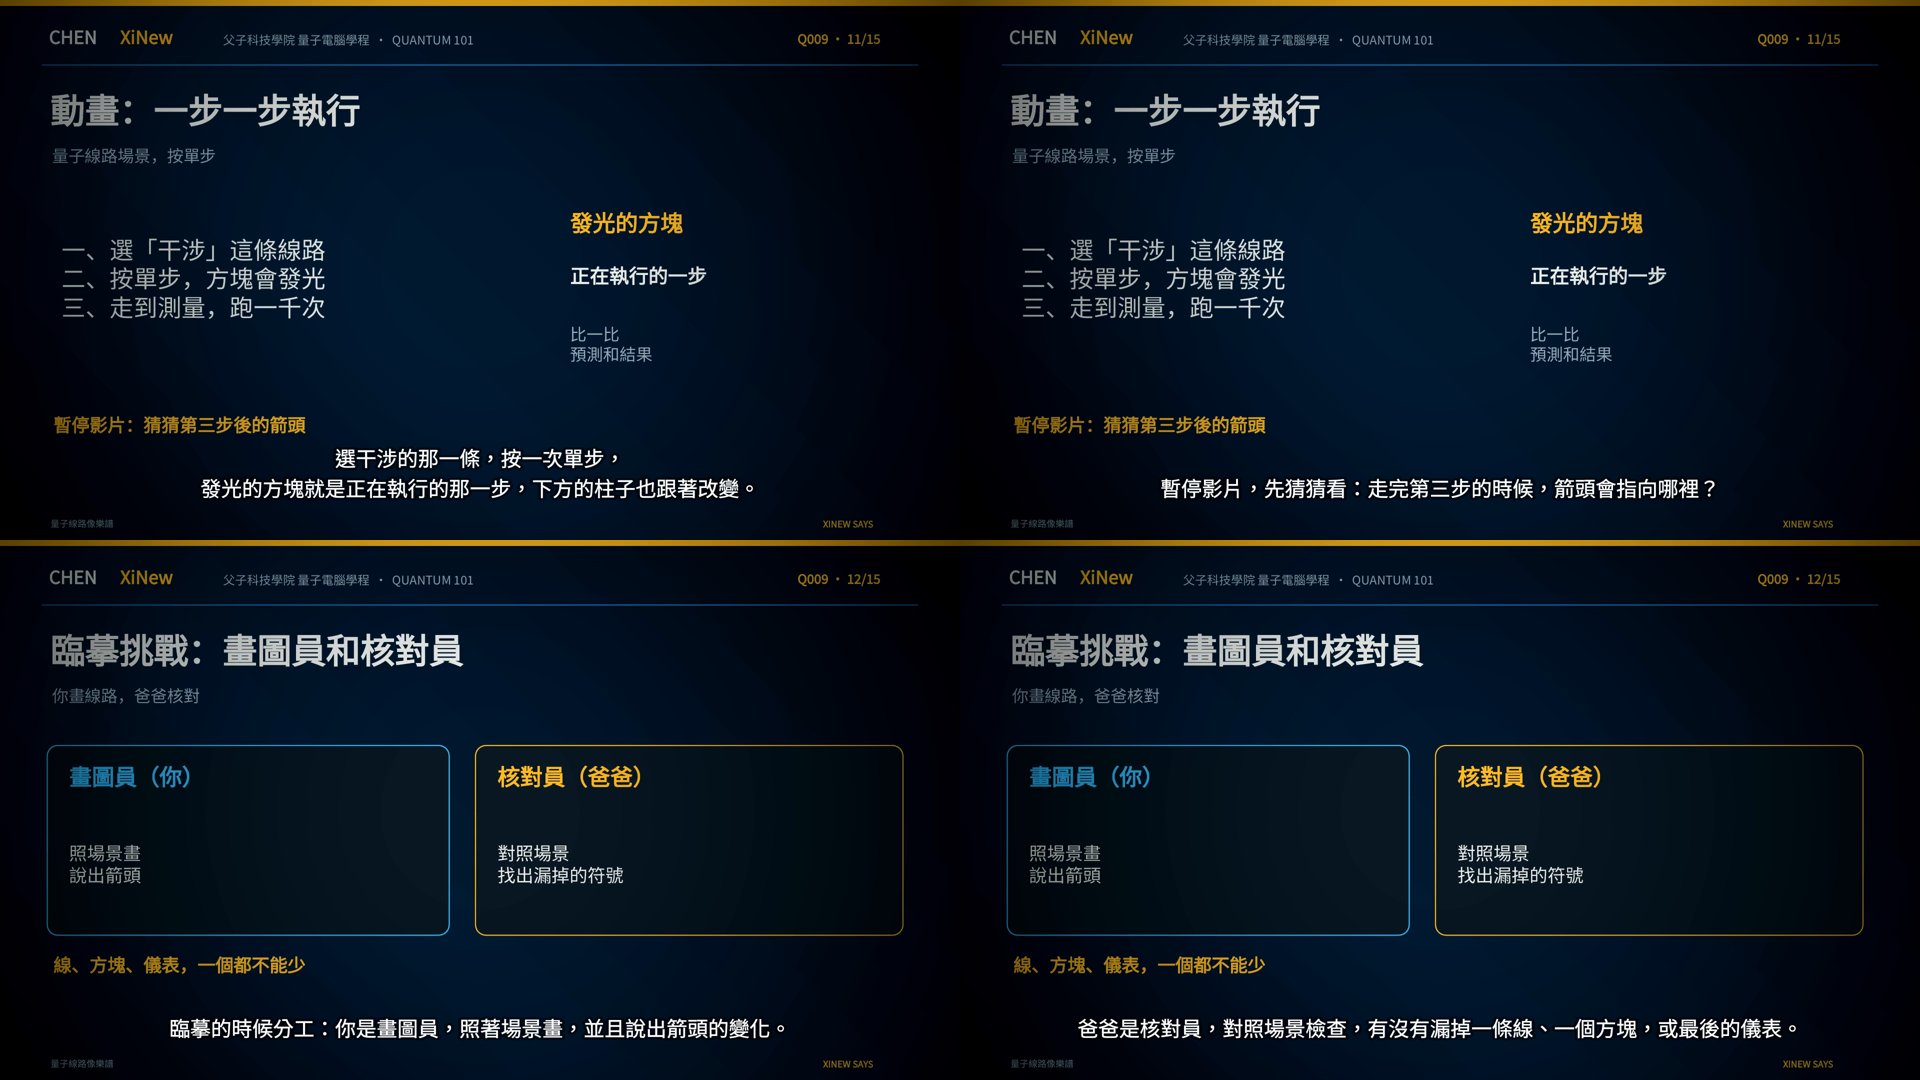 CHEN XiNew 父子科技學院 量子電腦學程 · QUANTUM 101 Q009 · 11/15
動畫：一步一步執行
量子線路場景，按單步
一、選「干涉」這條線路
二、按單步，方塊會發光
三、走到測量，跑一千次
發光的方塊
正在執行的一步
比一比
預測和結果
暫停影片：猜猜第三步後的箭頭
選干涉的那一條，按一次單步，
發光的方塊就是正在執行的那一步，下方的柱子也跟著改變。
量子線路像樂譜 XINEW SAYS
CHEN XiNew 父子科技學院 量子電腦學程 · QUANTUM 101 Q009 · 11/15
動畫：一步一步執行
量子線路場景，按單步
一、選「干涉」這條線路
二、按單步，方塊會發光
三、走到測量，跑一千次
發光的方塊
正在執行的一步
比一比
預測和結果
暫停影片：猜猜第三步後的箭頭
暫停影片，先猜猜看：走完第三步的時候，箭頭會指向哪裡？
量子線路像樂譜 XINEW SAYS
CHEN XiNew 父子科技學院 量子電腦學程 · QUANTUM 101 Q009 · 12/15
臨摹挑戰：畫圖員和核對員
你畫線路，爸爸核對
畫圖員（你）
照場景畫
說出箭頭
核對員（爸爸）
對照場景
找出漏掉的符號
線、方塊、儀表，一個都不能少
臨摹的時候分工：你是畫圖員，照著場景畫，並且說出箭頭的變化。
量子線路像樂譜 XINEW SAYS
CHEN XiNew 父子科技學院 量子電腦學程 · QUANTUM 101 Q009 · 12/15
臨摹挑戰：畫圖員和核對員
你畫線路，爸爸核對
畫圖員（你）
照場景畫
說出箭頭
核對員（爸爸）
對照場景
找出漏掉的符號
線、方塊、儀表，一個都不能少
爸爸是核對員，對照場景檢查，有沒有漏掉一條線、一個方塊，或最後的儀表。
量子線路像樂譜 XINEW SAYS